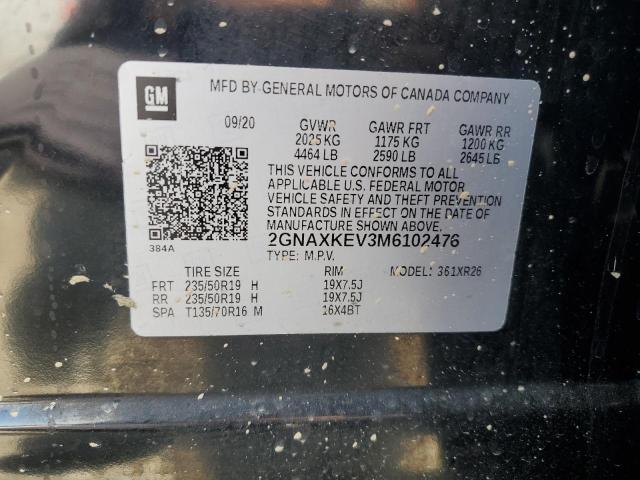 GM
MFD BY GENERAL MOTORS OF CANADA COMPANY
09/20 GVWR GAWR FRT GAWR RR
2025 KG 1175 KG 1200 KG
4464 LB 2590 LB 2645 LB
THIS VEHICLE CONFORMS TO ALL
APPLICABLE U.S. FEDERAL MOTOR
VEHICLE SAFETY AND THEFT PREVENTION
STANDARDS IN EFFECT ON THE DATE OF
MANUFACTURE SHOWN ABOVE.
384A 2GNAXKEV3M6102476
TYPE: M.P.V.
TIRE SIZE RIM MODEL: 361XR26
FRT 235/50R19 H 19X7.5J
RR 235/50R19 H 19X7.5J
SPA T135/70R16 M 16X4BT